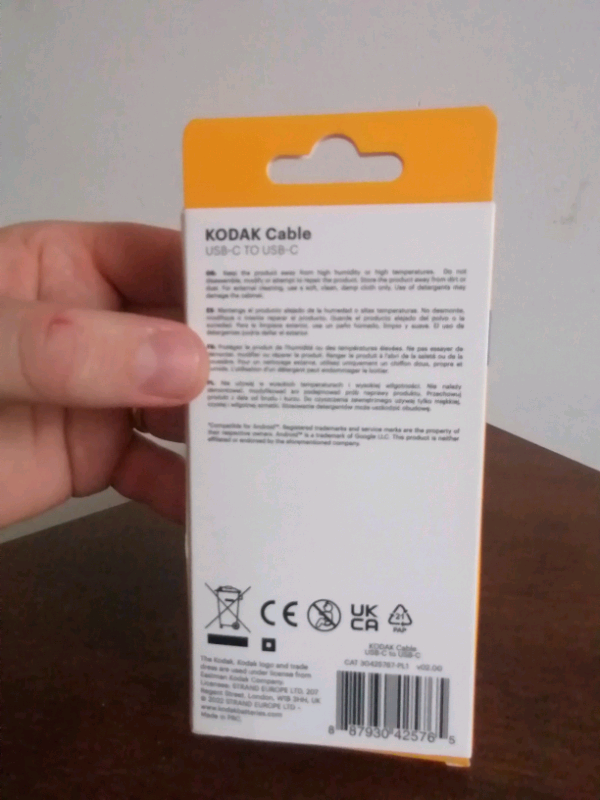 KODAK Cable
USB-C TO USB-C
Keep the product away from high humidity or high temperatures. Do not
disassemble, modify or attempt to repair the product. Store the product away from dirt or
dust. For external cleaning, use a soft, clean, damp cloth only. Use of detergents may
damage the cabinet.
Mantenga el producto alejado de la humedad o altas temperaturas. No desmonte,
modifique o intente reparar el producto. Guarde el producto alejado del polvo o la
suciedad. Para la limpieza exterior, use un paño húmedo, limpio y suave. El uso de
detergentes podría dañar el exterior.
Protégez le produit de l'humidité ou des températures élevées. Ne pas essayer de
démonter, modifier ou réparer le produit. Ranger le produit à l'abri de la saleté ou de la
poussière. Pour un nettoyage externe, utilisez uniquement un chiffon doux, propre et
L'utilisation d'un détergent peut endommager le boîtier.
PL Nie używaj w wysokich temperaturach i wysokiej wilgotności. Nie należy
demontować, modyfikować ani podejmować prób naprawy produktu. Przechowuj
produkt z dala od brudu i kurzu. Do czyszczenia zewnętrznego używaj tylko miękkiej,
czystej i wilgotnej szmatki. Stosowanie detergentów może uszkodzić obudowę.
*Compatible for Android™. Registered trademarks and service marks are the property of
their respective owners. Android™ is a trademark of Google LLC. This product is neither
affiliated or endorsed by the aforementioned company.
CE
UK
CA
21
PAP
KODAK Cable
USB-C to USB-C
CAT 30425767-PL1 v02.00
The Kodak, Kodak logo and trade
dress are used under license from
Eastman Kodak Company.
Licensee: STRAND EUROPE LTD. 207
Regent Street, London, W1B 3HH, UK
© 2022 STRAND EUROPE LTD -
www.kodakbatteries.com
Made in PRC.
8 87930 42576 5